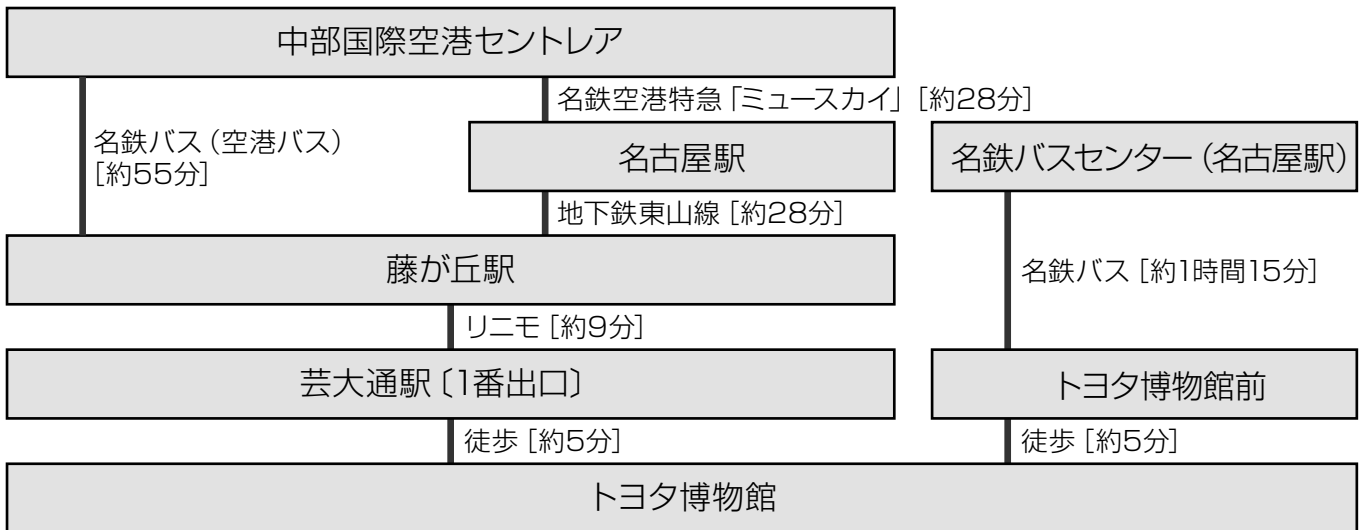 中部国際空港セントレア
名鉄空港特急「ミュースカイ」[約28分]
名鉄バス(空港バス)
[約55分]
名古屋駅
名鉄バスセンター(名古屋駅)
地下鉄東山線[約28分]
藤が丘駅
名鉄バス[約1時間15分]
リニモ[約9分]
芸大通駅〔1番出口〕
トヨタ博物館前
徒歩[約5分]
徒歩[約5分]
トヨタ博物館